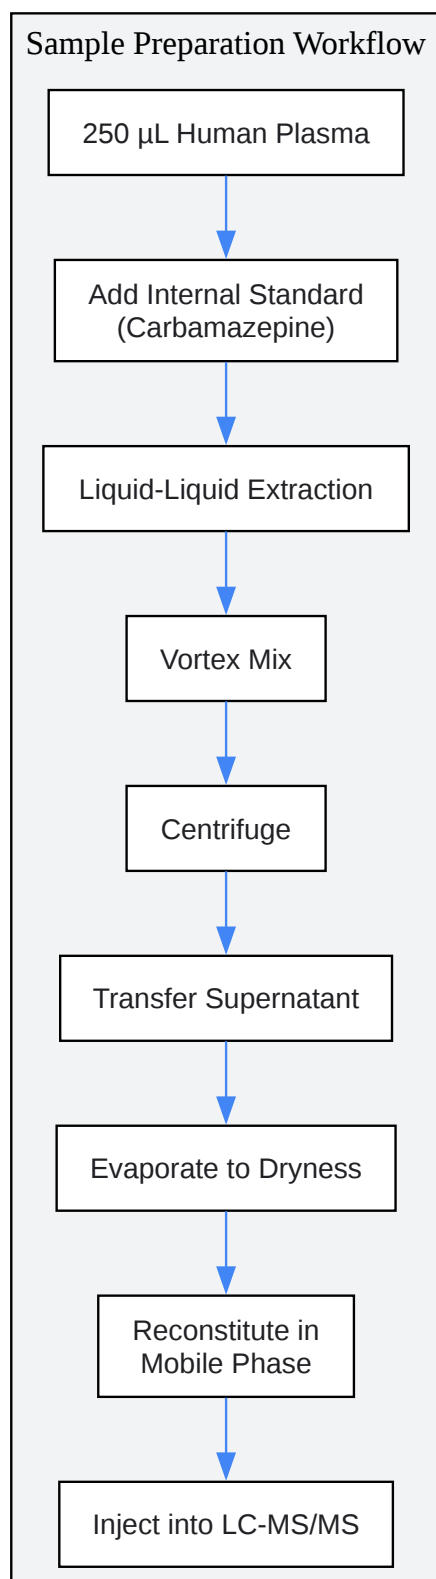 Sample Preparation Workflow
250 µL Human Plasma
Add Internal Standard
(Carbamazepine)
Liquid-Liquid Extraction
Vortex Mix
Centrifuge
Transfer Supernatant
Evaporate to Dryness
Reconstitute in
Mobile Phase
Inject into LC-MS/MS